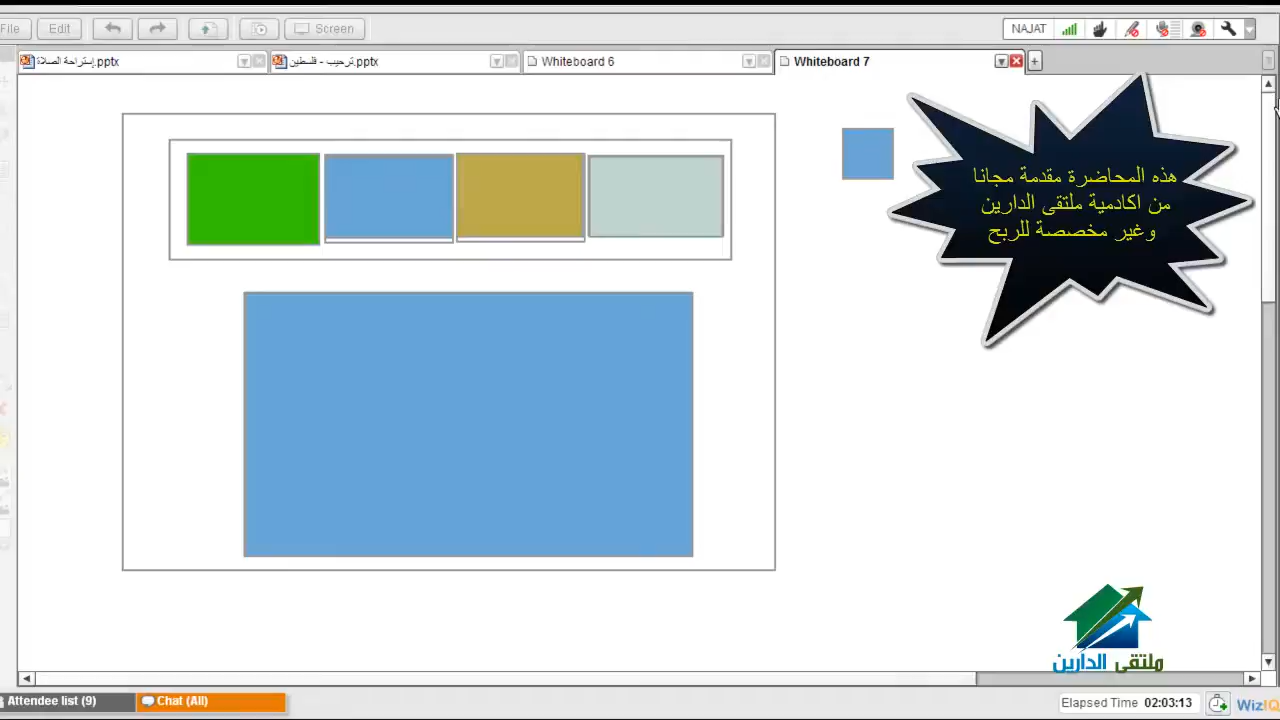 File
Edit
Screen
NAJAT
إستراحة الصلاة.pptx
ترحيب - فلسطين.pptx
Whiteboard 6
Whiteboard 7
هذه المحاضرة مقدمة مجانا
من اكادمية ملتقى الدارين
وغير مخصصة للربح
ملتقى الدارين
Attendee list (9)
Chat (All)
Elapsed Time 02:03:13
WizIQ